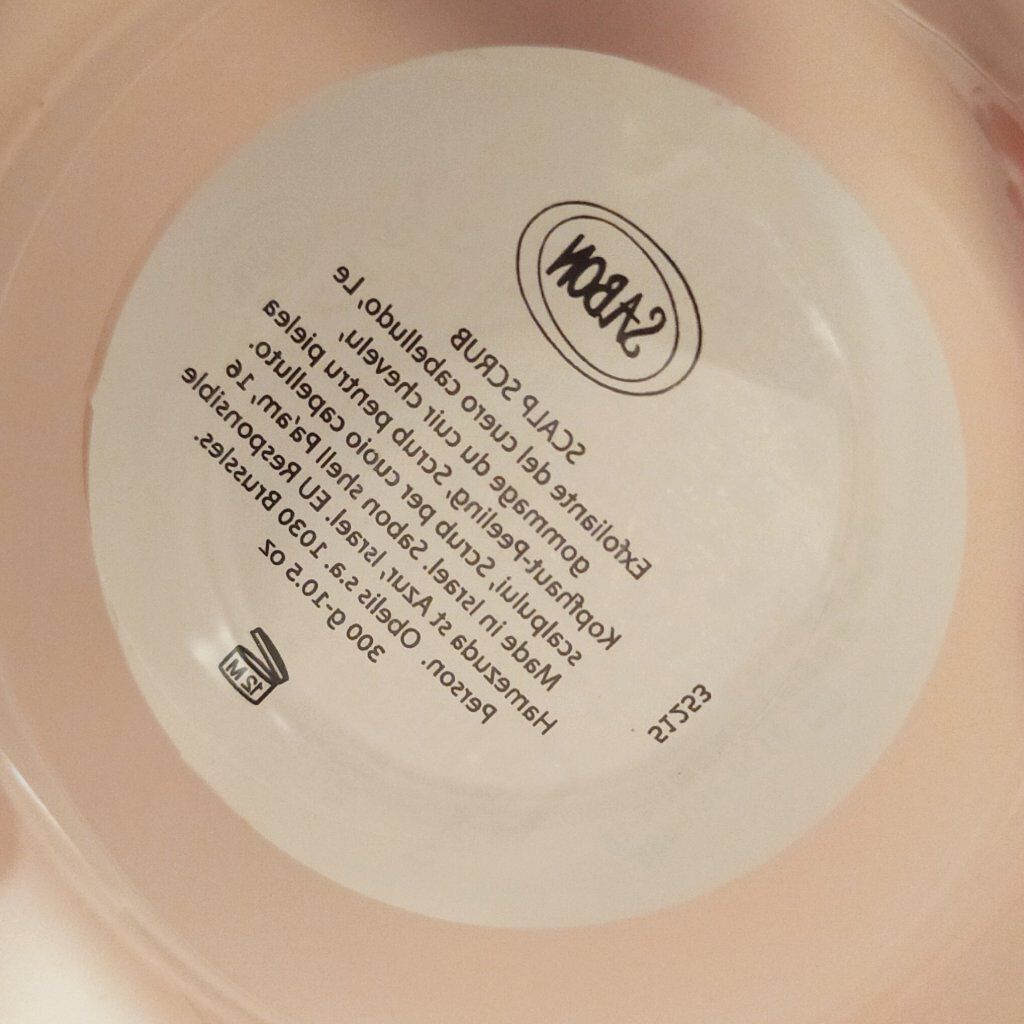 SABON
SCALP SCRUB
Exfoliante del cuero cabelludo, Le
gommage du cuir chevelu,
Kopfhaut-Peeling, Scrub pentru pielea
scalpului, Scrub per cuoio capelluto.
Made in Israel. Sabon shell Pa'am, 16
Hamezuda st Azur, Israel. EU Responsible
person. Obelis s.a. 1030 Brussles.
300 g-10.5 oz
12 M
51253